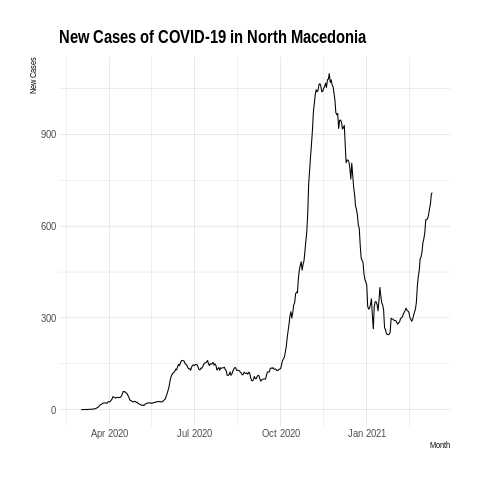 New Cases of COVID-19 in North Macedonia
New Cases
900
600
300
0
Apr 2020 Jul 2020 Oct 2020 Jan 2021
Month